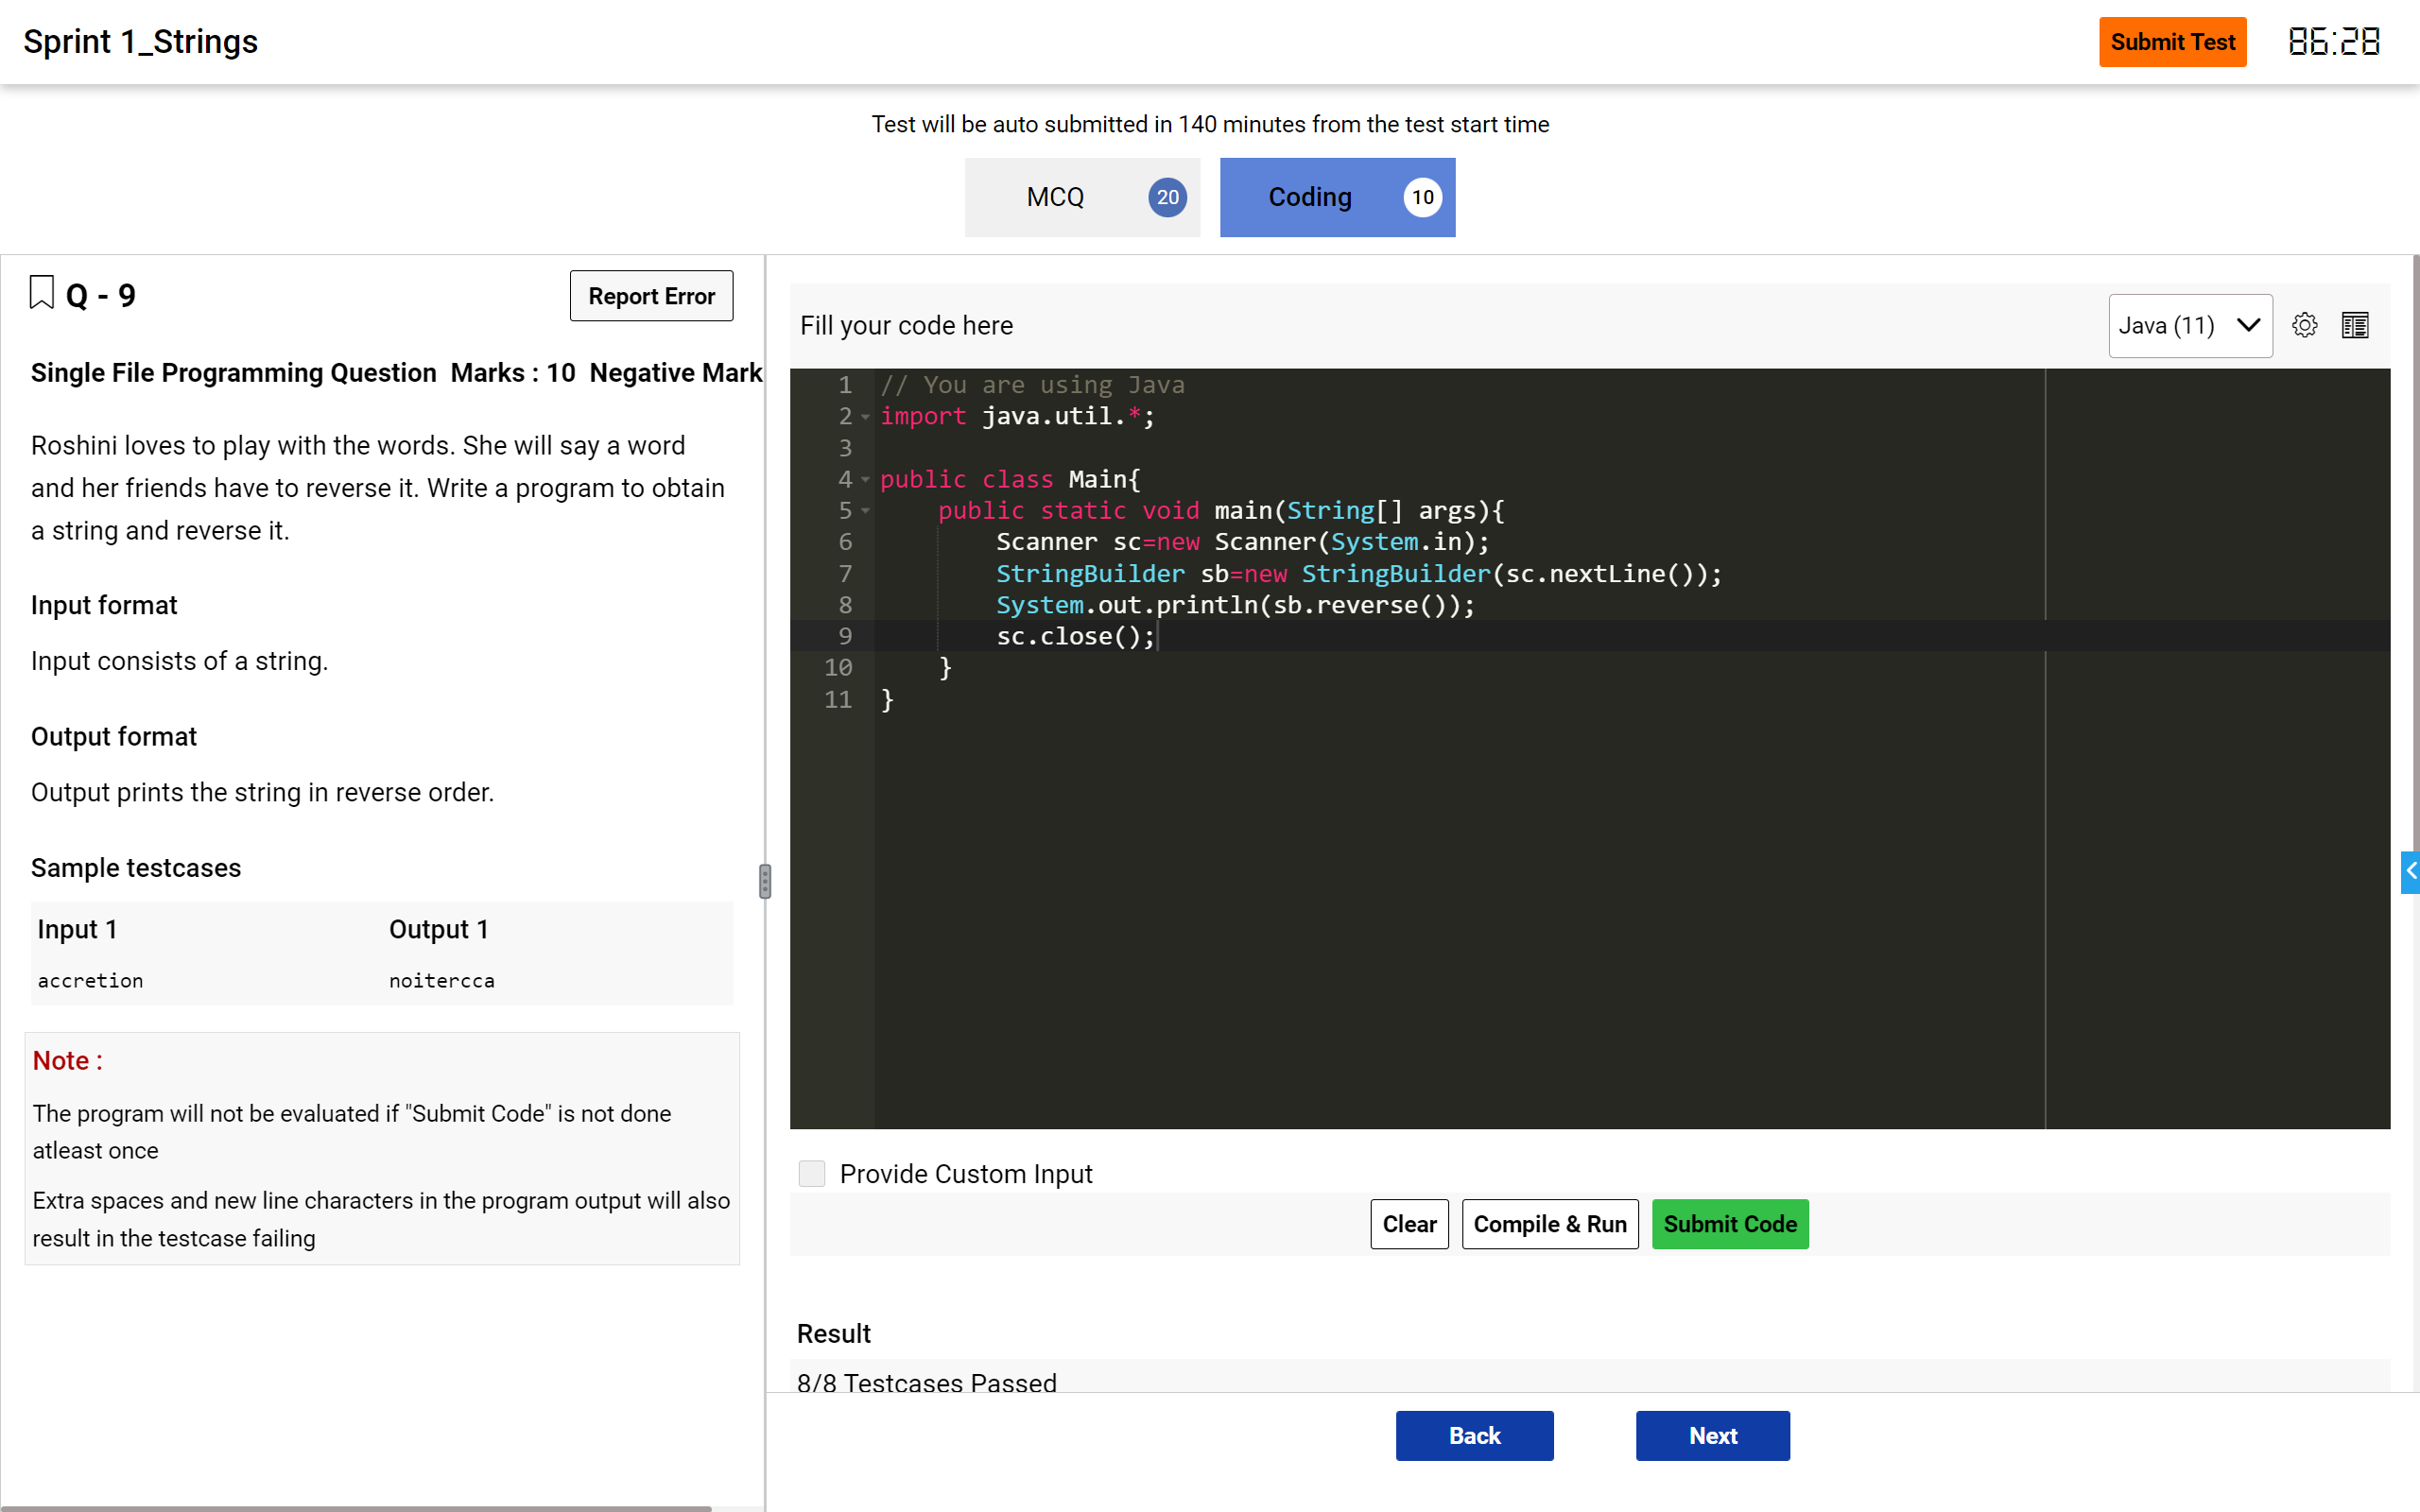 Sprint 1_Strings
Submit Test
86:28
Test will be auto submitted in 140 minutes from the test start time
MCQ 20
Coding 10
Q - 9
Report Error
Single File Programming Question Marks : 10 Negative Mark
Roshini loves to play with the words. She will say a word
and her friends have to reverse it. Write a program to obtain
a string and reverse it.
Input format
Input consists of a string.
Output format
Output prints the string in reverse order.
Sample testcases
Input 1 Output 1
accretion noitercca
Note :
The program will not be evaluated if "Submit Code" is not done
atleast once
Extra spaces and new line characters in the program output will also
result in the testcase failing
Fill your code here
Java (11)
1 // You are using Java
2 import java.util.*;
3
4 public class Main{
5     public static void main(String[] args){
6         Scanner sc=new Scanner(System.in);
7         StringBuilder sb=new StringBuilder(sc.nextLine());
8         System.out.println(sb.reverse());
9         sc.close();
10     }
11 }
Provide Custom Input
Clear
Compile & Run
Submit Code
Result
8/8 Testcases Passed
Back
Next